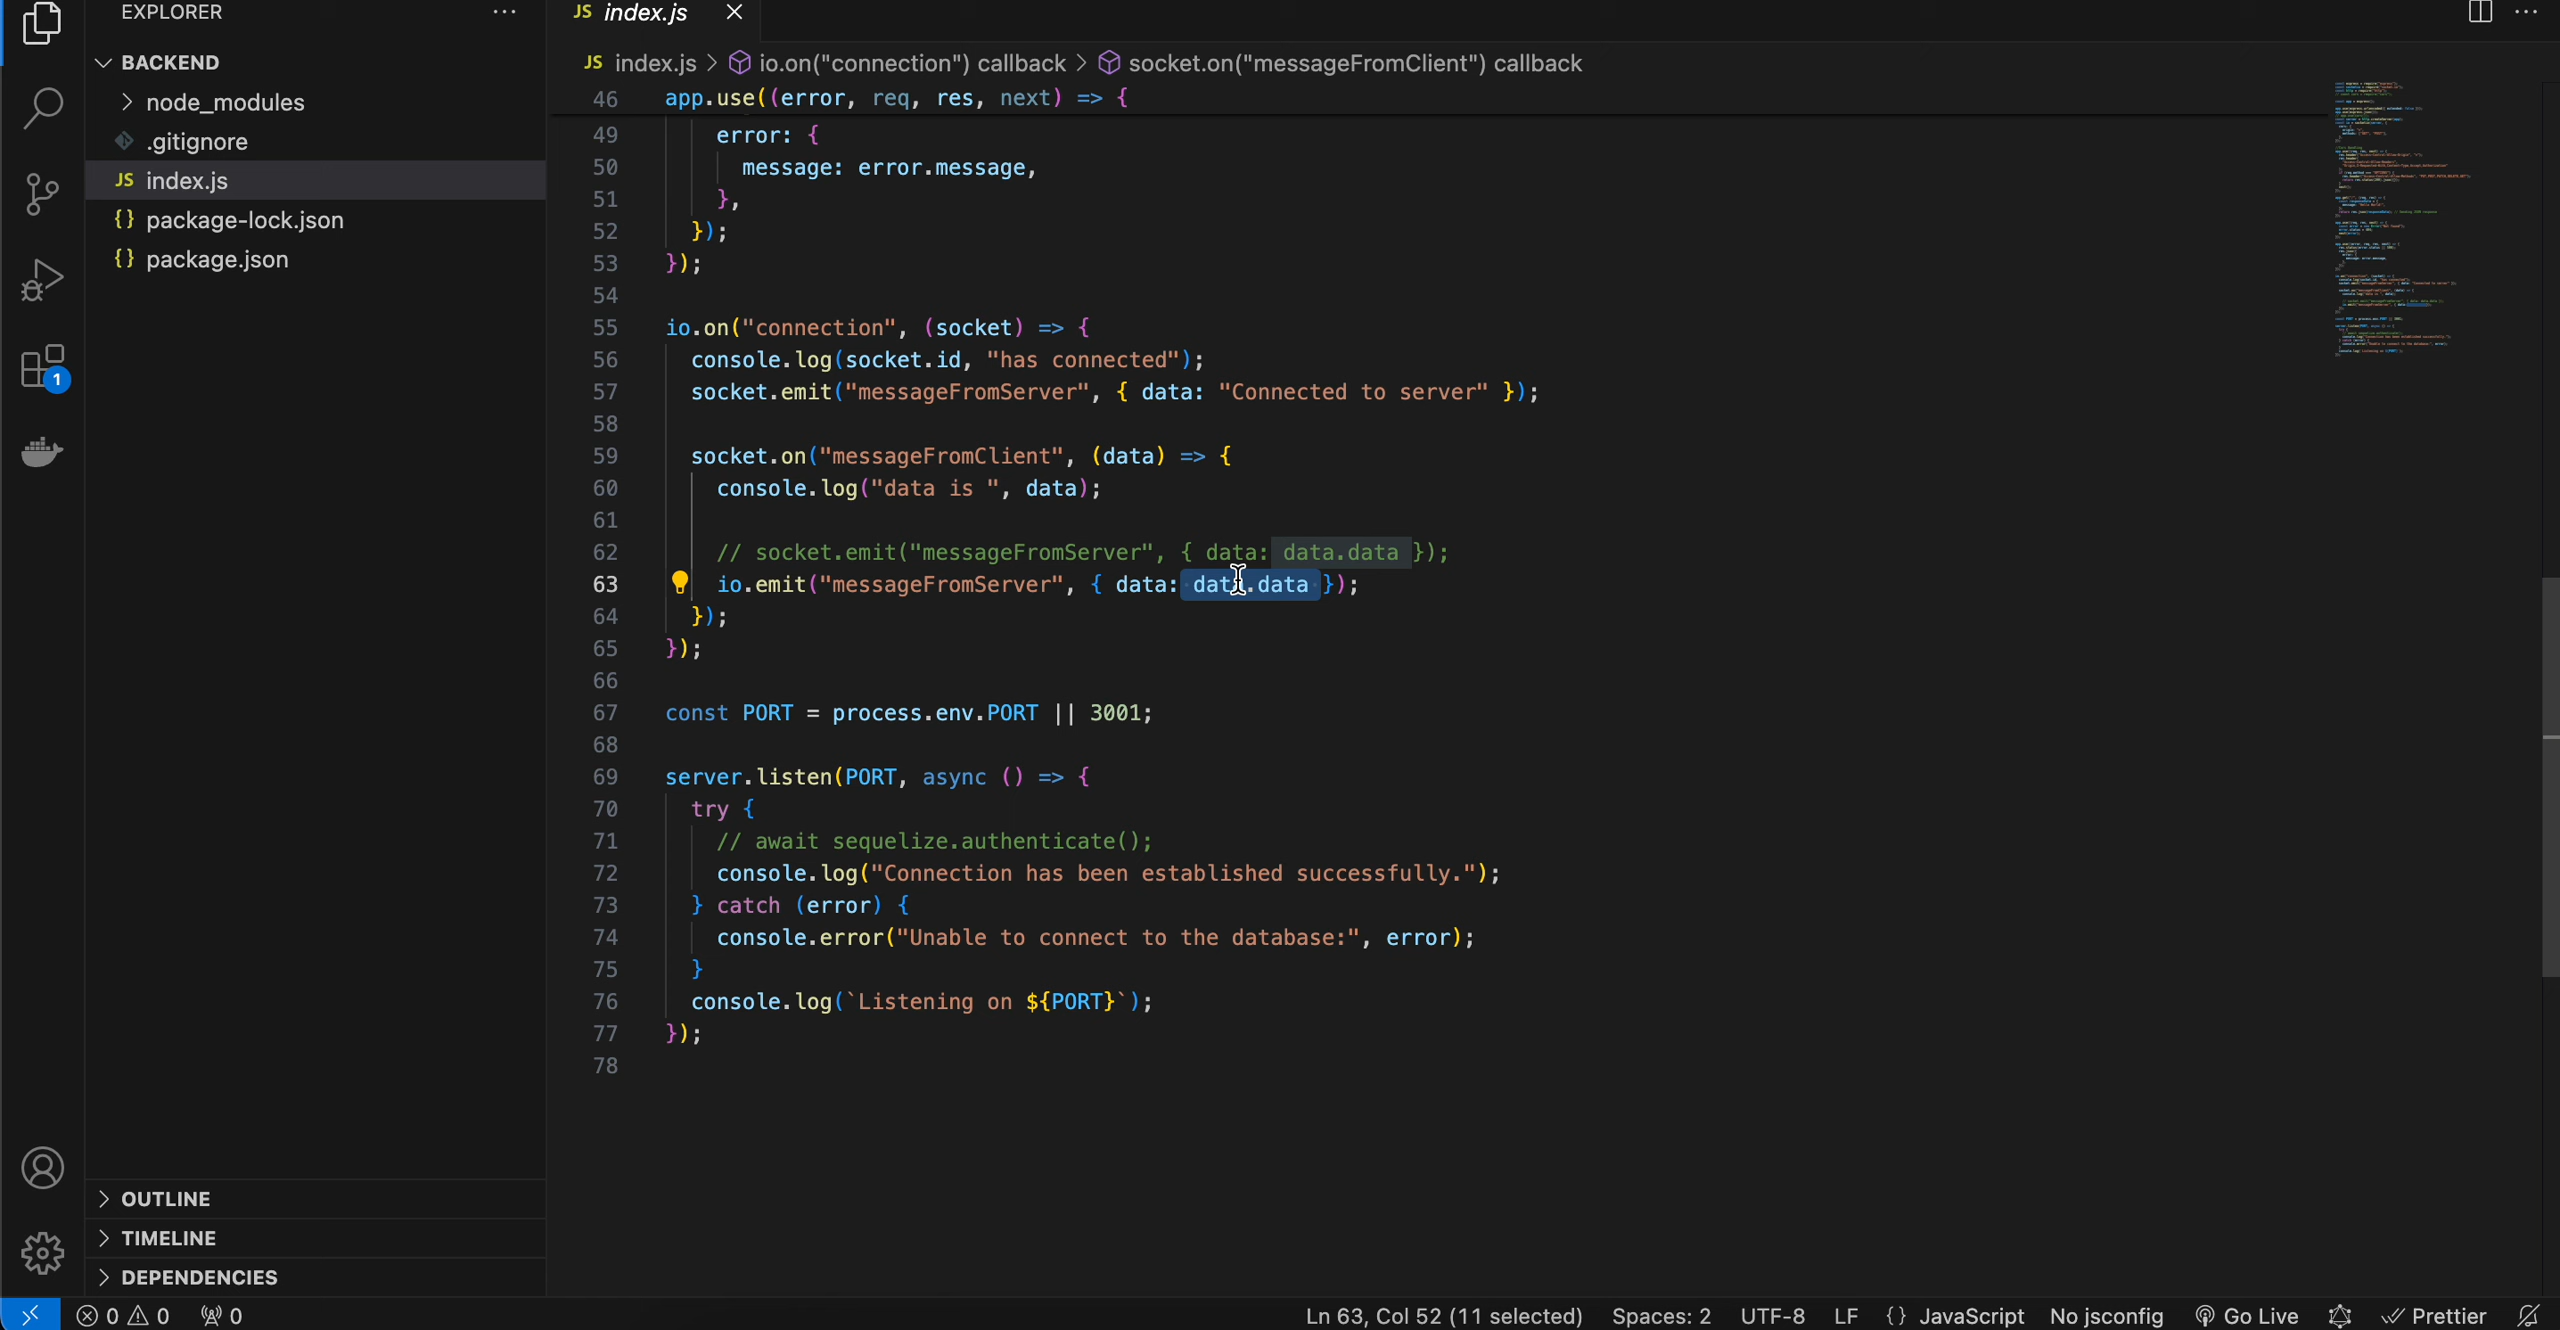 EXPLORER
BACKEND
node_modules
.gitignore
JS index.js
{} package-lock.json
{} package.json
1
OUTLINE
TIMELINE
DEPENDENCIES
JS index.js
JS index.js > io.on("connection") callback > socket.on("messageFromClient") callback
46 app.use((error, req, res, next) => {
49 error: {
50 message: error.message,
51 },
52 });
53 });
54
55 io.on("connection", (socket) => {
56 console.log(socket.id, "has connected");
57 socket.emit("messageFromServer", { data: "Connected to server" });
58
59 socket.on("messageFromClient", (data) => {
60 console.log("data is ", data);
61
62 // socket.emit("messageFromServer", { data: data.data });
63 io.emit("messageFromServer", { data: data.data });
64 });
65 });
66
67 const PORT = process.env.PORT || 3001;
68
69 server.listen(PORT, async () => {
70 try {
71 // await sequelize.authenticate();
72 console.log("Connection has been established successfully.");
73 } catch (error) {
74 console.error("Unable to connect to the database:", error);
75 }
76 console.log(`Listening on ${PORT}`);
77 });
78
0 0 0 Ln 63, Col 52 (11 selected) Spaces: 2 UTF-8 LF {} JavaScript No jsconfig Go Live Prettier